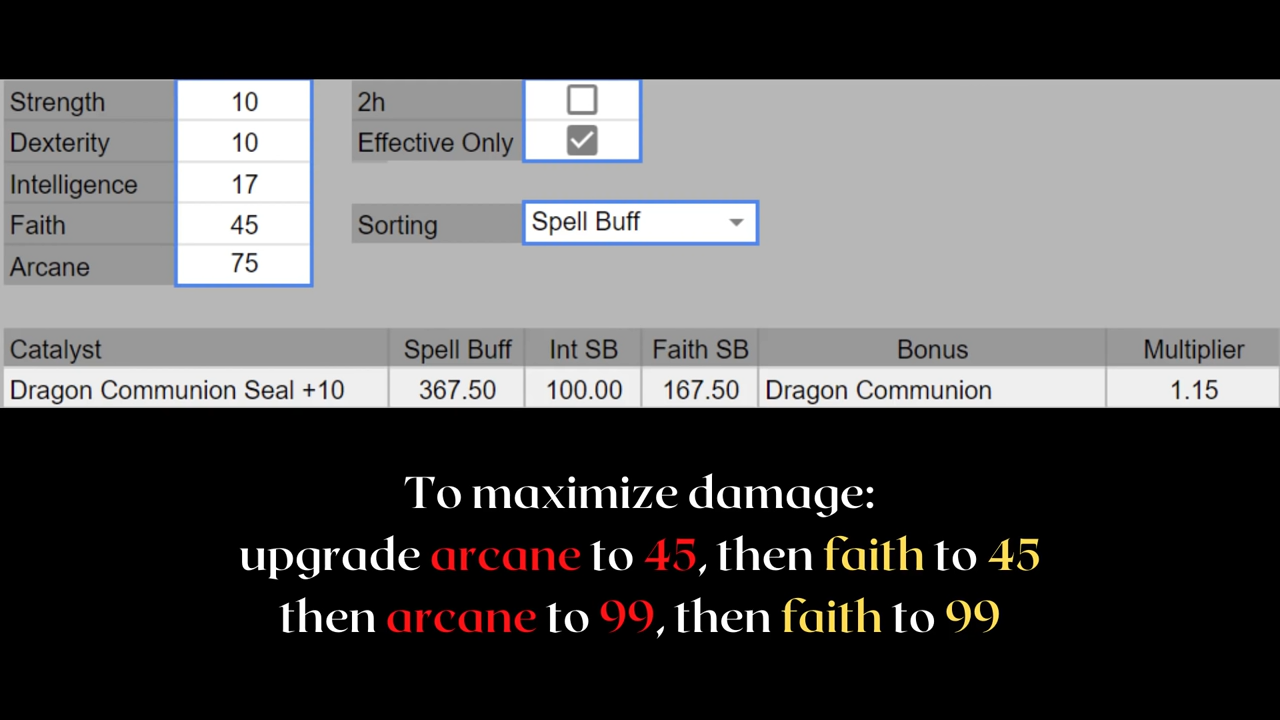 Strength 10 2h
Dexterity 10 Effective Only
Intelligence 17
Faith 45 Sorting Spell Buff
Arcane 75
Catalyst Spell Buff Int SB Faith SB Bonus Multiplier
Dragon Communion Seal +10 367.50 100.00 167.50 Dragon Communion 1.15
To maximize damage:
upgrade arcane to 45, then faith to 45
then arcane to 99, then faith to 99